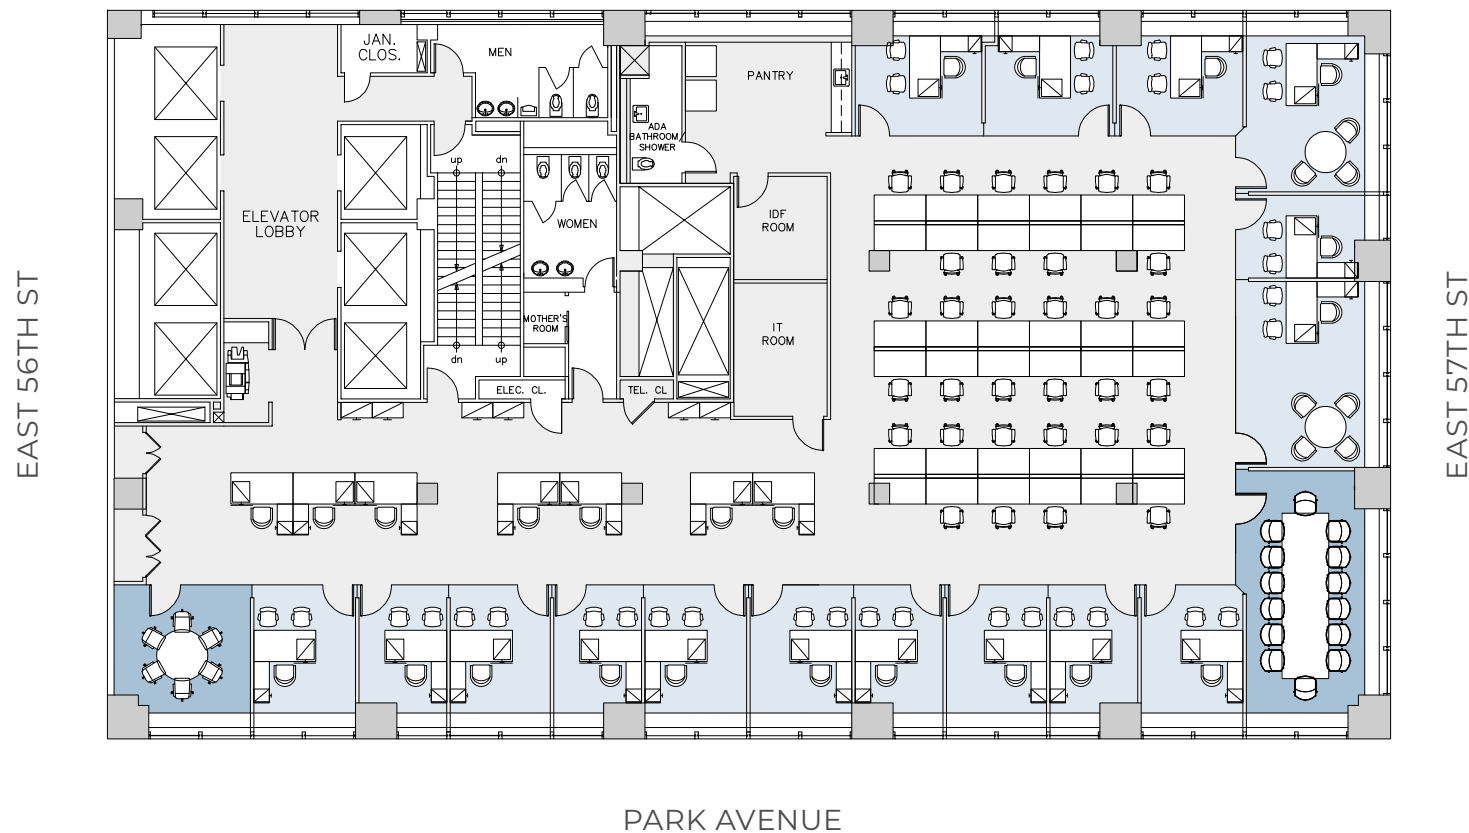 JAN.
CLOS.
MEN
PANTRY
ADA
BATHROOM/
SHOWER
up
dn
ELEVATOR
LOBBY
WOMEN
IDF
ROOM
MOTHER'S
ROOM
IT
ROOM
dn
up
ELEC. CL.
TEL. CL
EAST 56TH ST
EAST 57TH ST
PARK AVENUE